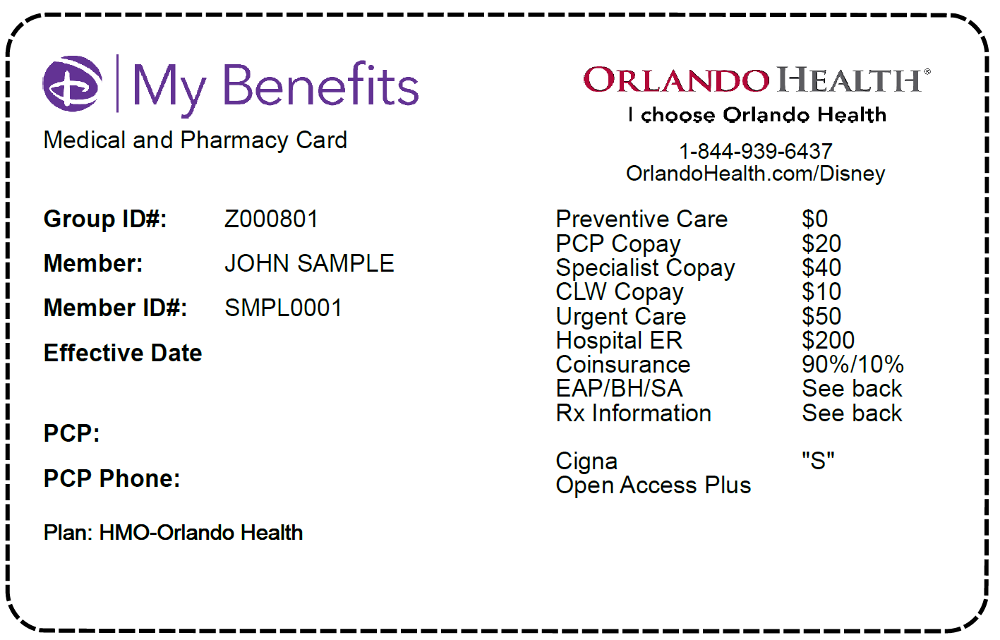 My Benefits
Medical and Pharmacy Card
Group ID#: Z000801
Member: JOHN SAMPLE
Member ID#: SMPL0001
Effective Date
PCP:
PCP Phone:
Plan: HMO-Orlando Health
ORLANDO HEALTH®
I choose Orlando Health
1-844-939-6437
OrlandoHealth.com/Disney
Preventive Care $0
PCP Copay $20
Specialist Copay $40
CLW Copay $10
Urgent Care $50
Hospital ER $200
Coinsurance 90%/10%
EAP/BH/SA See back
Rx Information See back
Cigna "S"
Open Access Plus